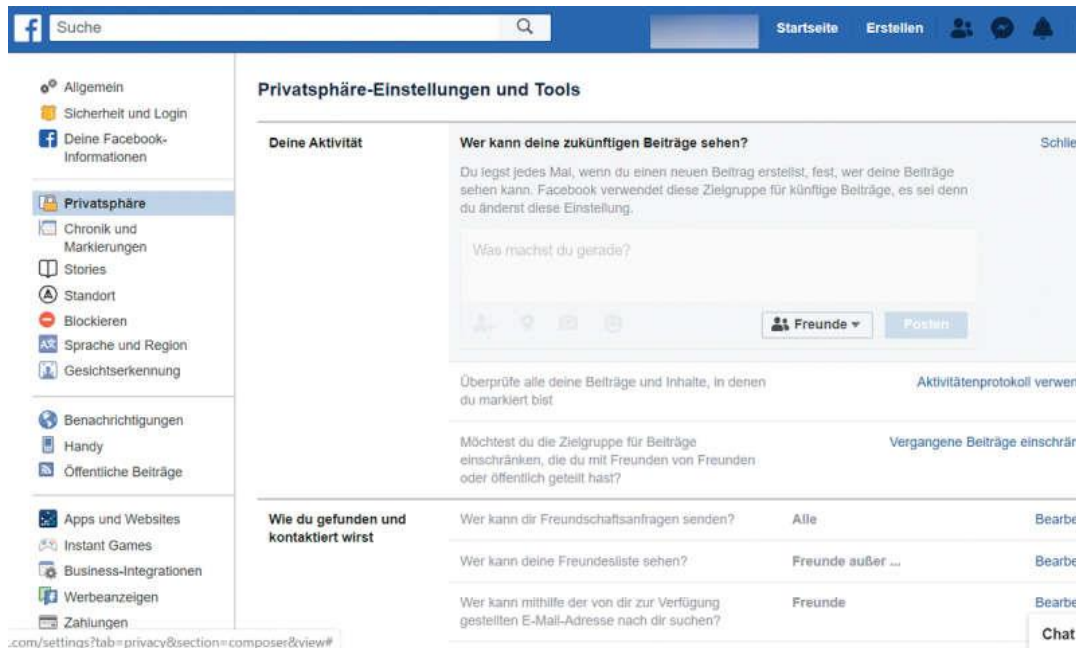 f
Suche
Startseite Erstellen
Allgemein
Sicherheit und Login
Deine Facebook-
Informationen
Privatsphäre
Chronik und
Markierungen
Stories
Standort
Blockieren
Sprache und Region
Gesichtserkennung
Benachrichtigungen
Handy
Öffentliche Beiträge
Apps und Websites
Instant Games
Business-Integrationen
Werbeanzeigen
Zahlungen
.com/settings?tab=privacy&section=composer&view#
Privatsphäre-Einstellungen und Tools
Deine Aktivität
Wer kann deine zukünftigen Beiträge sehen?
Schlie
Du legst jedes Mal, wenn du einen neuen Beitrag erstellst, fest, wer deine Beiträge
sehen kann. Facebook verwendet diese Zielgruppe für künftige Beiträge, es sei denn
du änderst diese Einstellung.
Was machst du gerade?
Freunde
Posten
Überprüfe alle deine Beiträge und Inhalte, in denen
du markiert bist
Aktivitätenprotokoll verwen
Möchtest du die Zielgruppe für Beiträge
einschränken, die du mit Freunden von Freunden
oder öffentlich geteilt hast?
Vergangene Beiträge einschrän
Wie du gefunden und
kontaktiert wirst
Wer kann dir Freundschaftsanfragen senden? Alle Bearbe
Wer kann deine Freundesliste sehen? Freunde außer ... Bearbe
Wer kann mithilfe der von dir zur Verfügung
gestellten E-Mail-Adresse nach dir suchen?
Freunde Bearbe
Chat